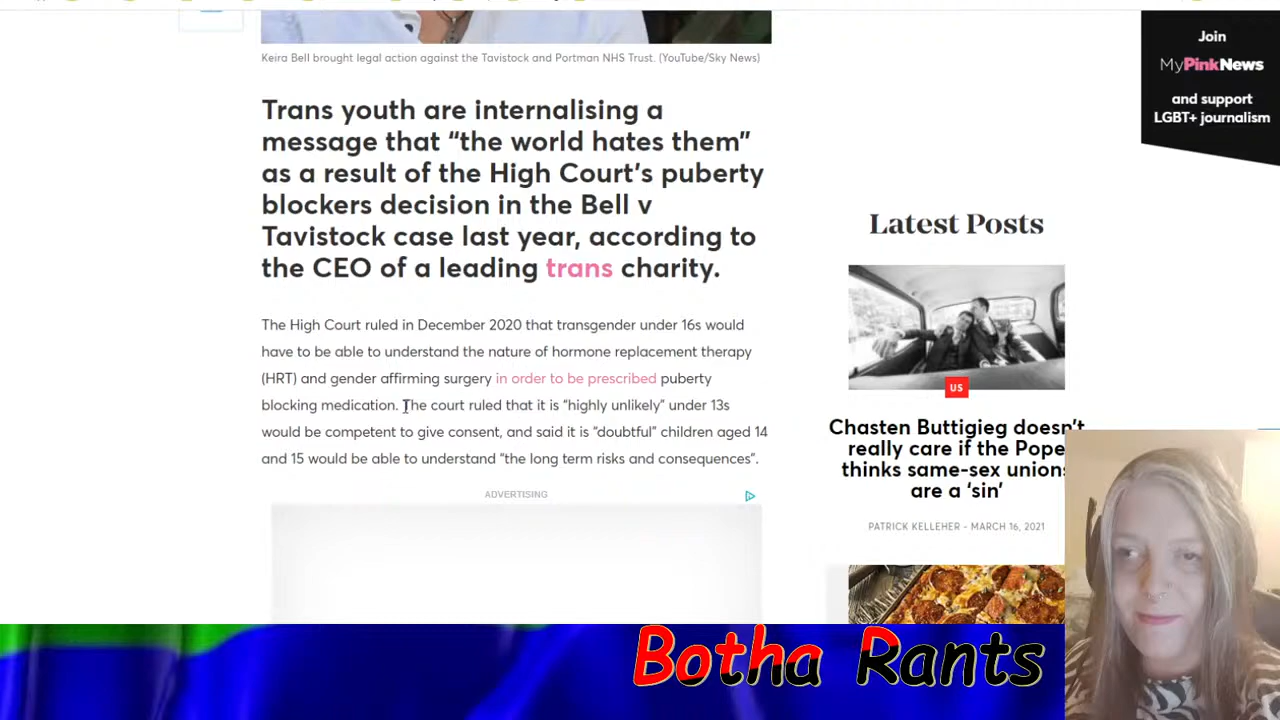 Join
MyPinkNews
and support
LGBT+ journalism
Keira Bell brought legal action against the Tavistock and Portman NHS Trust. (YouTube/Sky News)
Trans youth are internalising a
message that “the world hates them”
as a result of the High Court’s puberty
blockers decision in the Bell v
Tavistock case last year, according to
the CEO of a leading trans charity.
The High Court ruled in December 2020 that transgender under 16s would
have to be able to understand the nature of hormone replacement therapy
(HRT) and gender affirming surgery in order to be prescribed puberty
blocking medication. The court ruled that it is “highly unlikely” under 13s
would be competent to give consent, and said it is “doubtful” children aged 14
and 15 would be able to understand “the long term risks and consequences”.
ADVERTISING
Latest Posts
US
Chasten Buttigieg doesn’t
really care if the Pope
thinks same-sex unions
are a ‘sin’
PATRICK KELLEHER - MARCH 16, 2021
Botha Rants